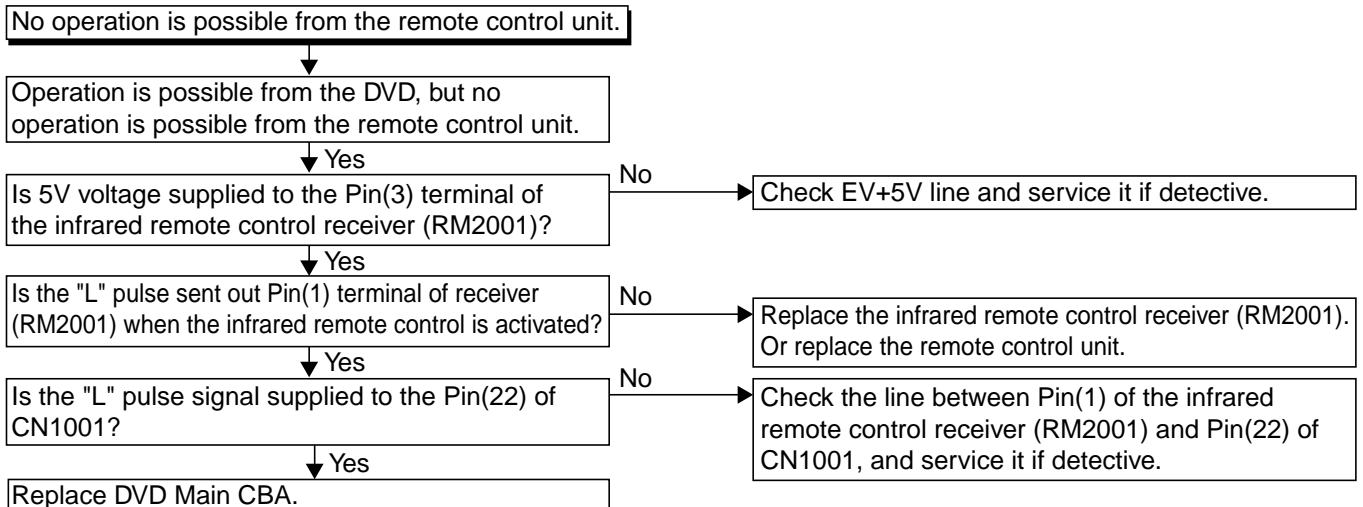 No operation is possible from the remote control unit.
Operation is possible from the DVD, but no
operation is possible from the remote control unit.
Yes
Is 5V voltage supplied to the Pin(3) terminal of
the infrared remote control receiver (RM2001)?
No
Check EV+5V line and service it if detective.
Yes
Is the "L" pulse sent out Pin(1) terminal of receiver
(RM2001) when the infrared remote control is activated?
No
Replace the infrared remote control receiver (RM2001).
Or replace the remote control unit.
Yes
Is the "L" pulse signal supplied to the Pin(22) of
CN1001?
No
Check the line between Pin(1) of the infrared
remote control receiver (RM2001) and Pin(22) of
CN1001, and service it if detective.
Yes
Replace DVD Main CBA.